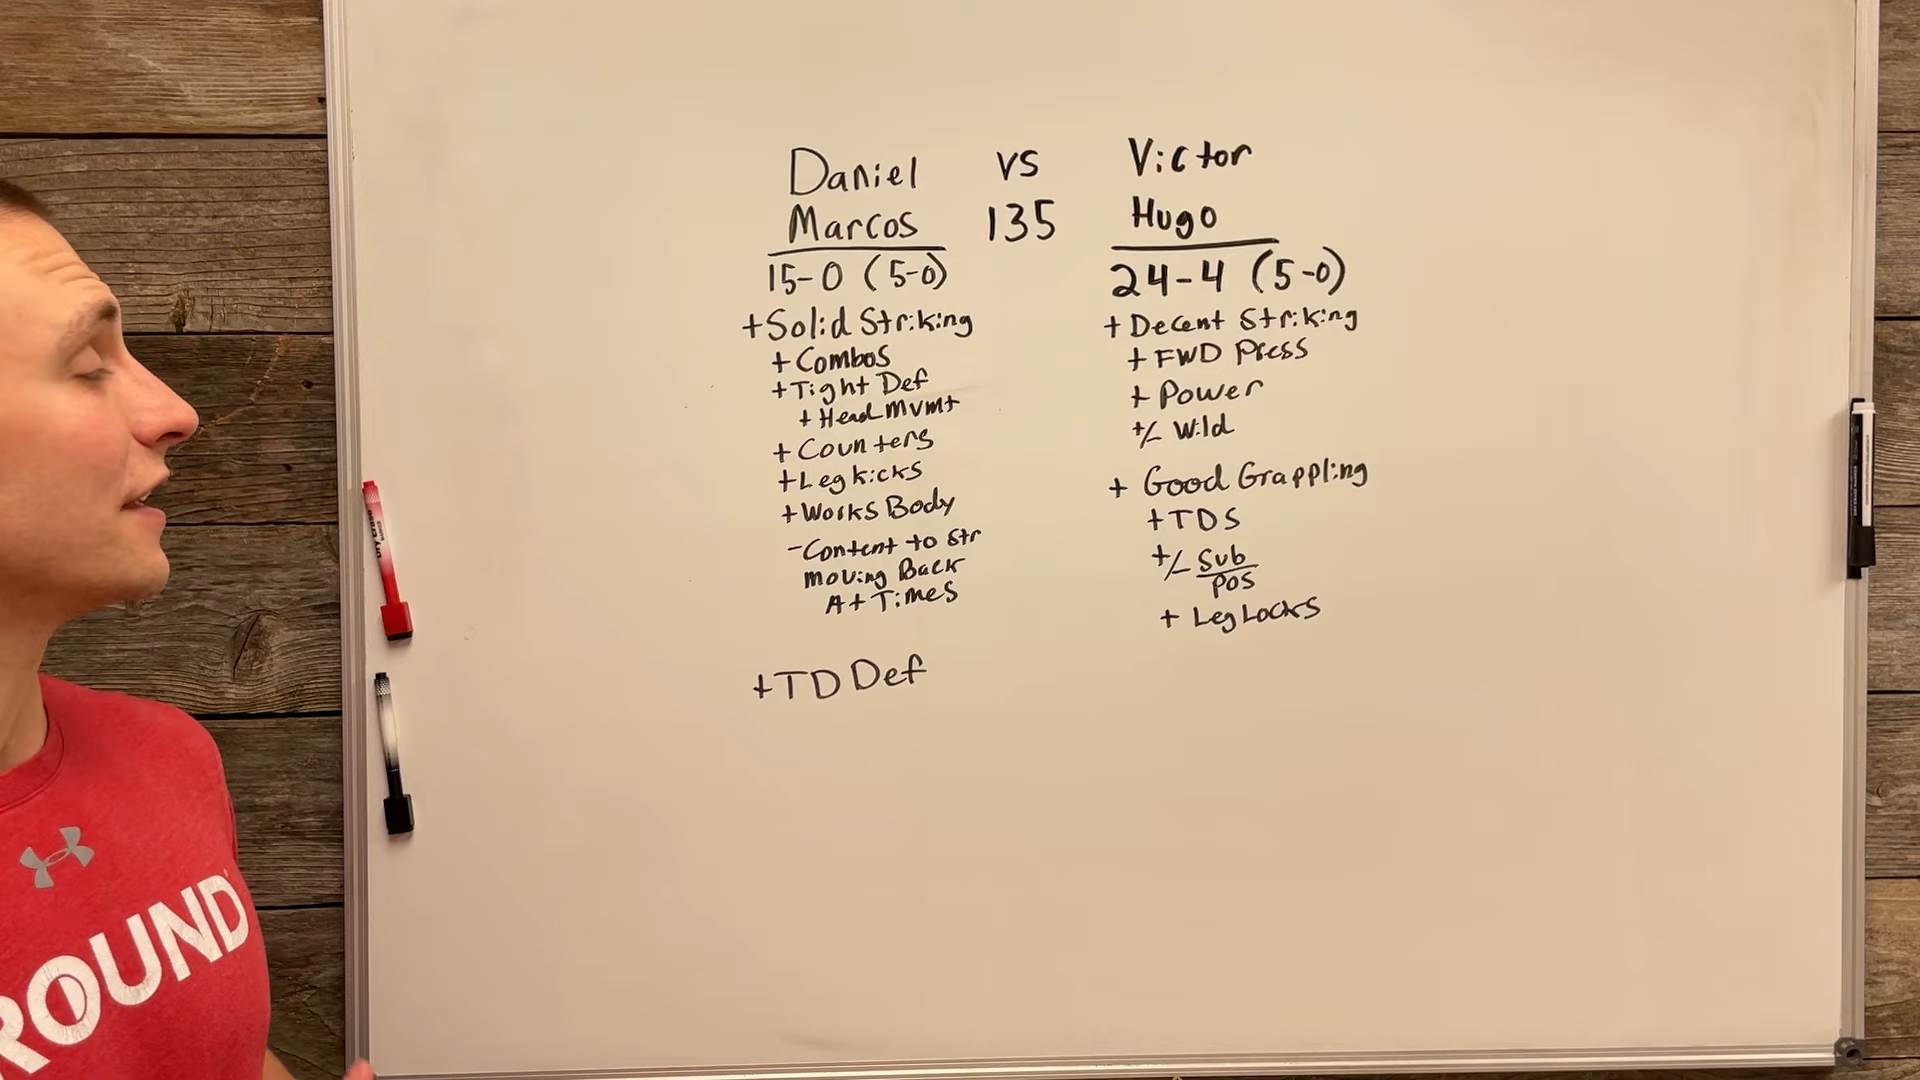 Daniel vs Victor
Marcos 135 Hugo
15-0 (5-0)
+Solid Striking
+Combos
+Tight Def
+Head Mvmt
+Counters
+Leg kicks
+Works Body
-Content to Str
Moving Back
At Times
+TD Def
24-4 (5-0)
+ Decent Striking
+ FWD Press
+ Power
+/- Wild
+ Good Grappling
+TDS
+/- Sub
Pos
+ Leg Locks
ROUND